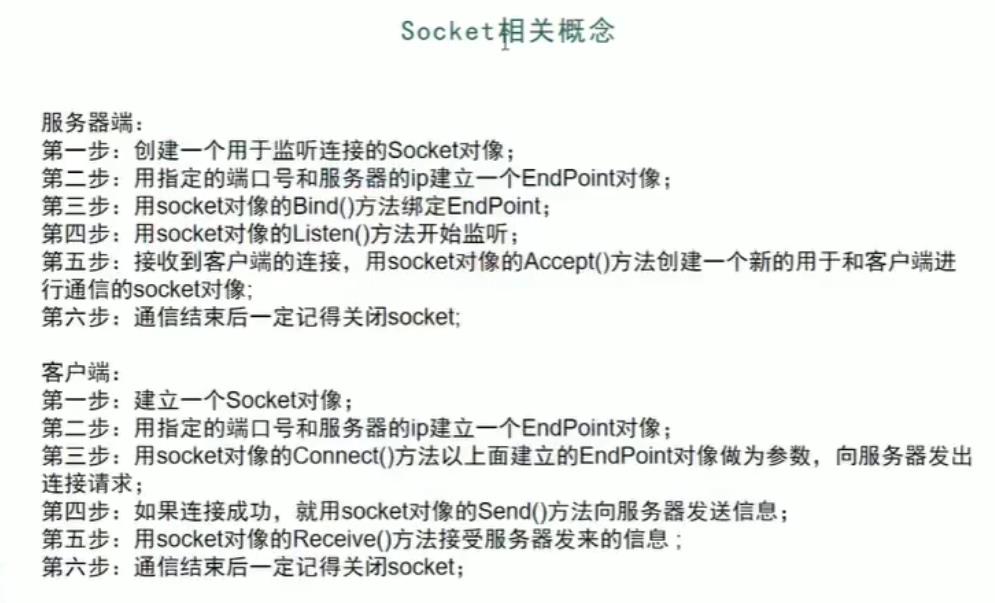 Socket相关概念
服务器端：
第一步：创建一个用于监听连接的Socket对像；
第二步：用指定的端口号和服务器的ip建立一个EndPoint对像；
第三步：用socket对像的Bind()方法绑定EndPoint；
第四步：用socket对像的Listen()方法开始监听；
第五步：接收到客户端的连接，用socket对像的Accept()方法创建一个新的用于和客户端进
行通信的socket对像;
第六步：通信结束后一定记得关闭socket;
客户端：
第一步：建立一个Socket对像；
第二步：用指定的端口号和服务器的ip建立一个EndPoint对像；
第三步：用socket对像的Connect()方法以上面建立的EndPoint对像做为参数，向服务器发出
连接请求；
第四步：如果连接成功，就用socket对像的Send()方法向服务器发送信息；
第五步：用socket对像的Receive()方法接受服务器发来的信息 ;
第六步：通信结束后一定记得关闭socket；